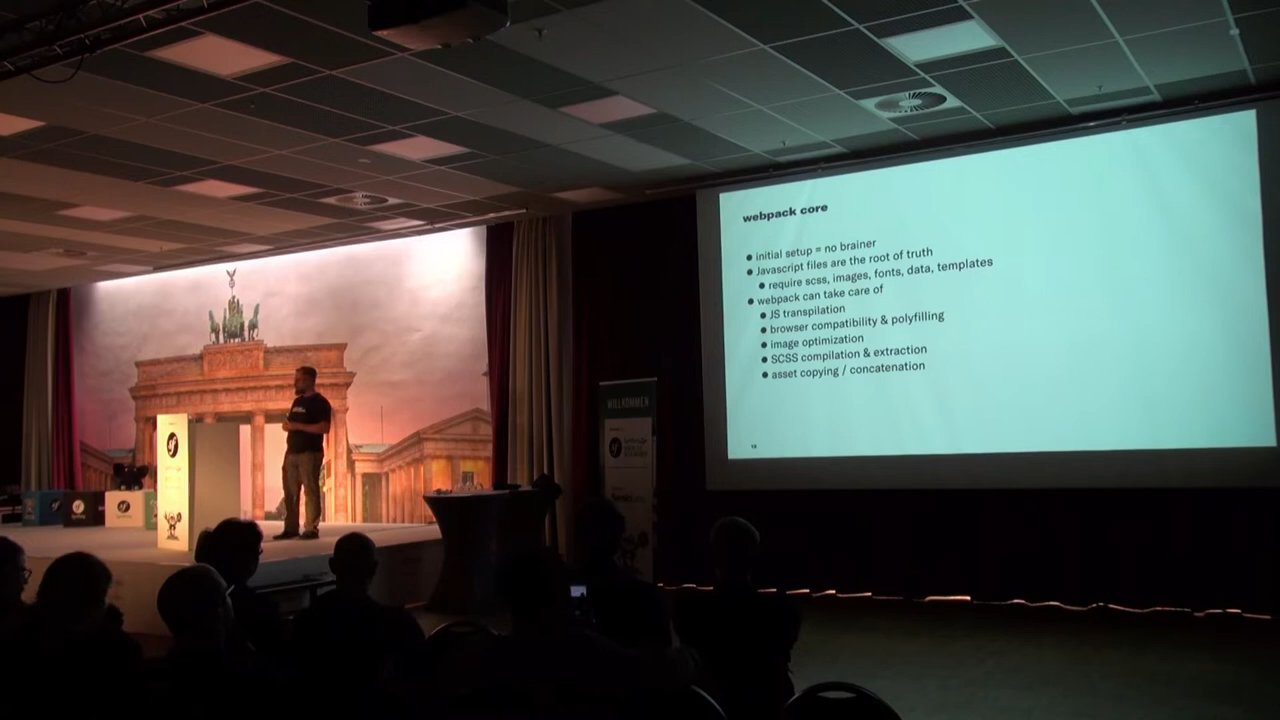 webpack core
● initial setup = no brainer
● Javascript files are the root of truth
● require scss, images, fonts, data, templates
● webpack can take care of
● JS transpilation
● browser compatibility & polyfilling
● image optimization
● SCSS compilation & extraction
● asset copying / concatenation
WILLKOMMEN
sf